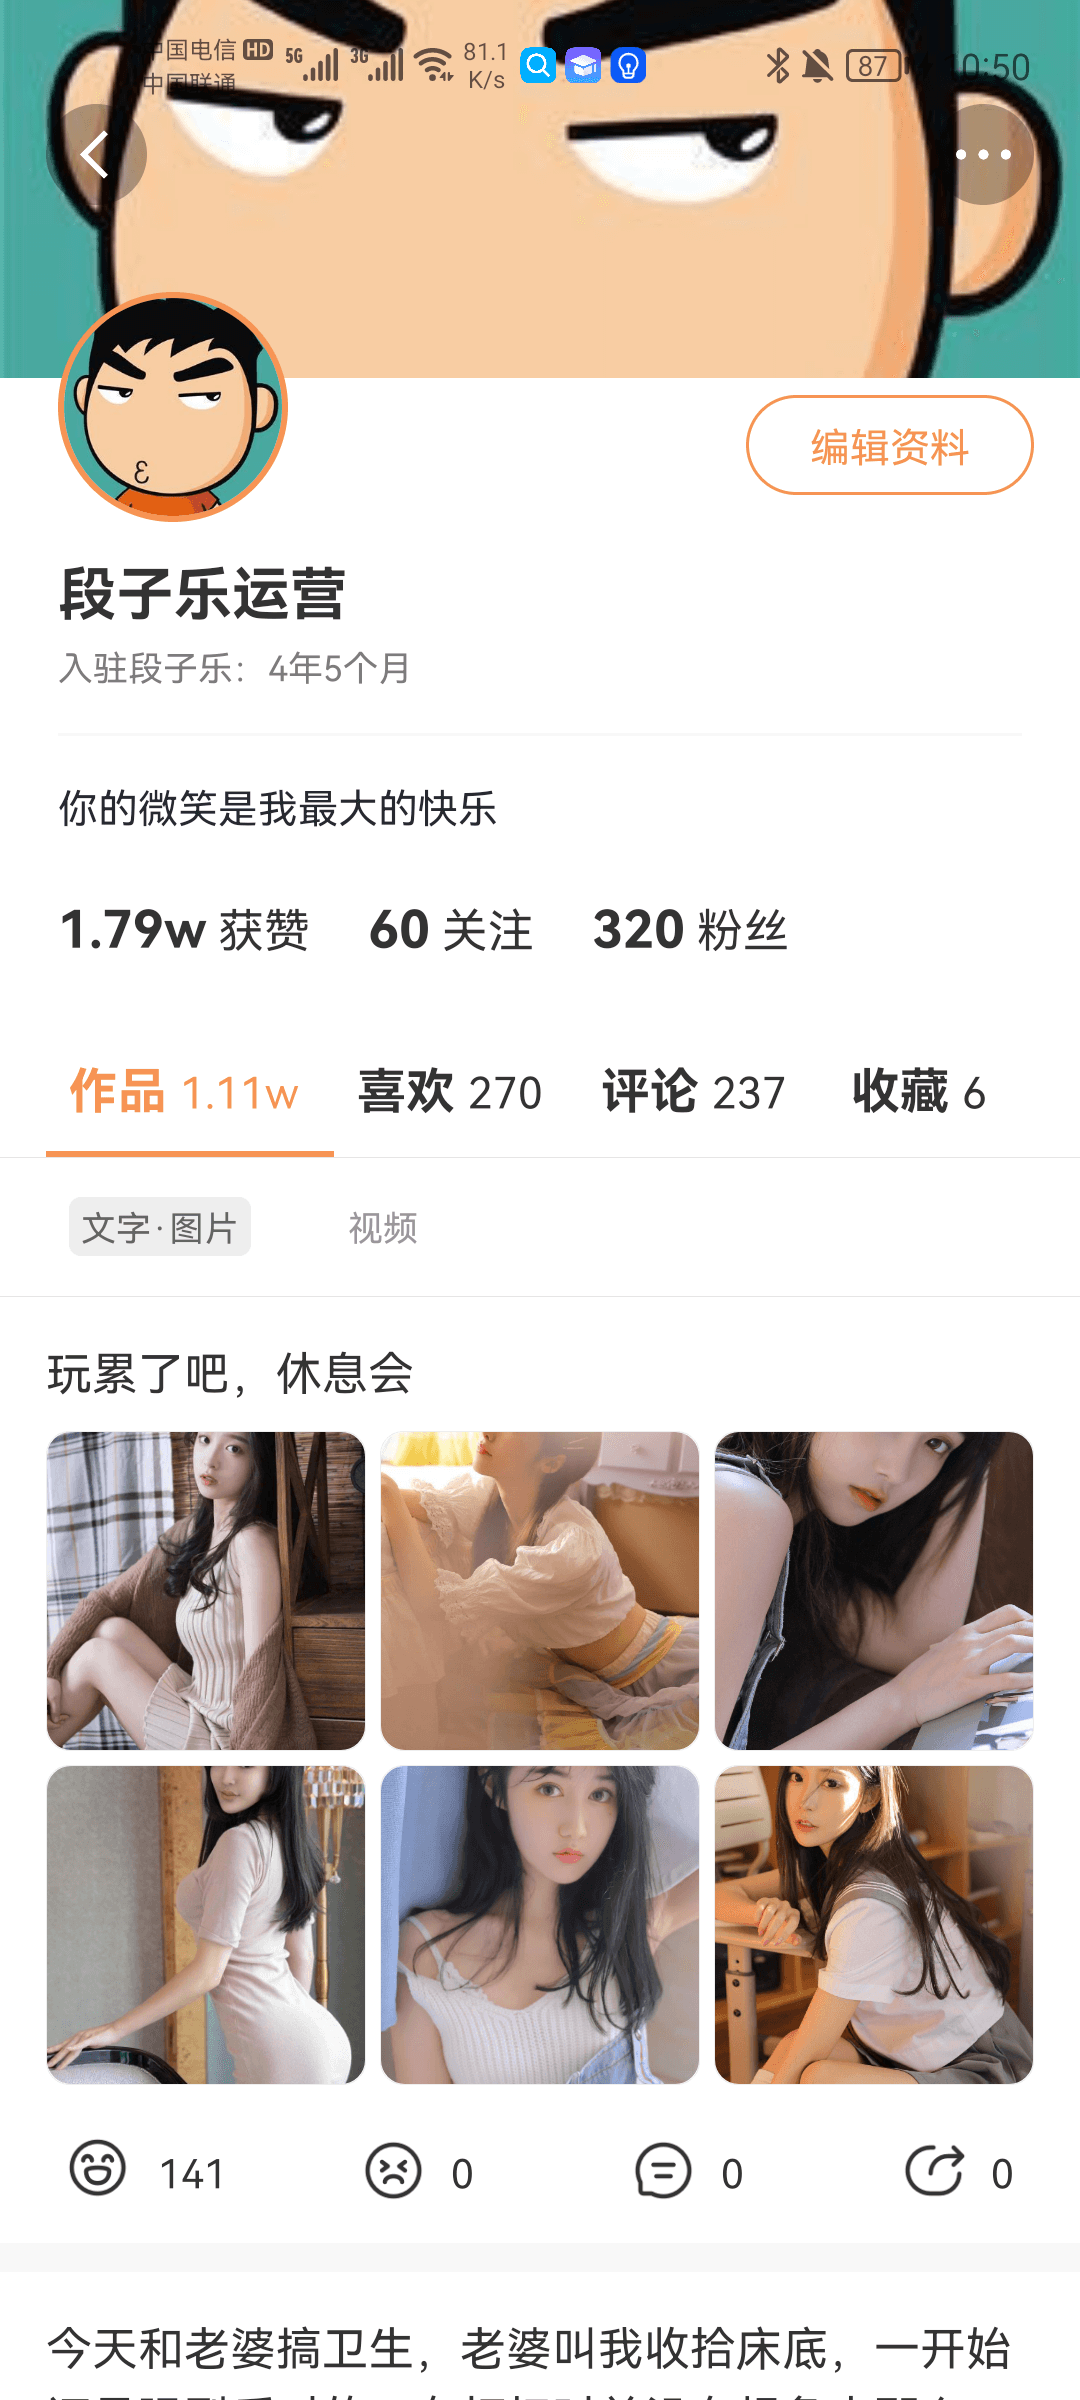 中国电信 HD 5G 3G 81.1 K/s 87
中国联通 0:50
编辑资料
段子乐运营
入驻段子乐：4年5个月
你的微笑是我最大的快乐
1.79w 获赞 60 关注 320 粉丝
作品 1.11w 喜欢 270 评论 237 收藏 6
文字·图片 视频
玩累了吧，休息会
141 0 0 0
今天和老婆搞卫生，老婆叫我收拾床底，一开始